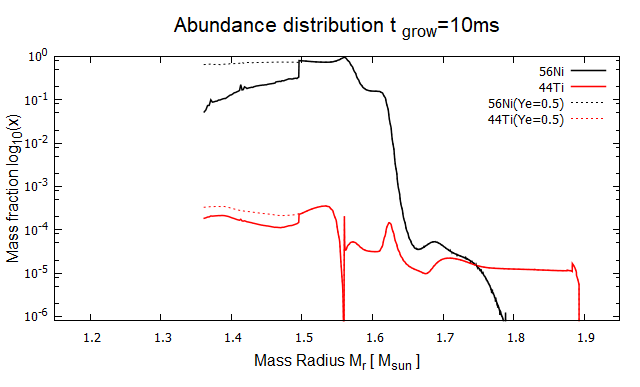 Abundance distribution t grow=10ms
Mass fraction log10(x)
10^0
10^-1
10^-2
10^-3
10^-4
10^-5
10^-6
56Ni
44Ti
56Ni(Ye=0.5)
44Ti(Ye=0.5)
1.2 1.3 1.4 1.5 1.6 1.7 1.8 1.9
Mass Radius Mr [ Msun ]